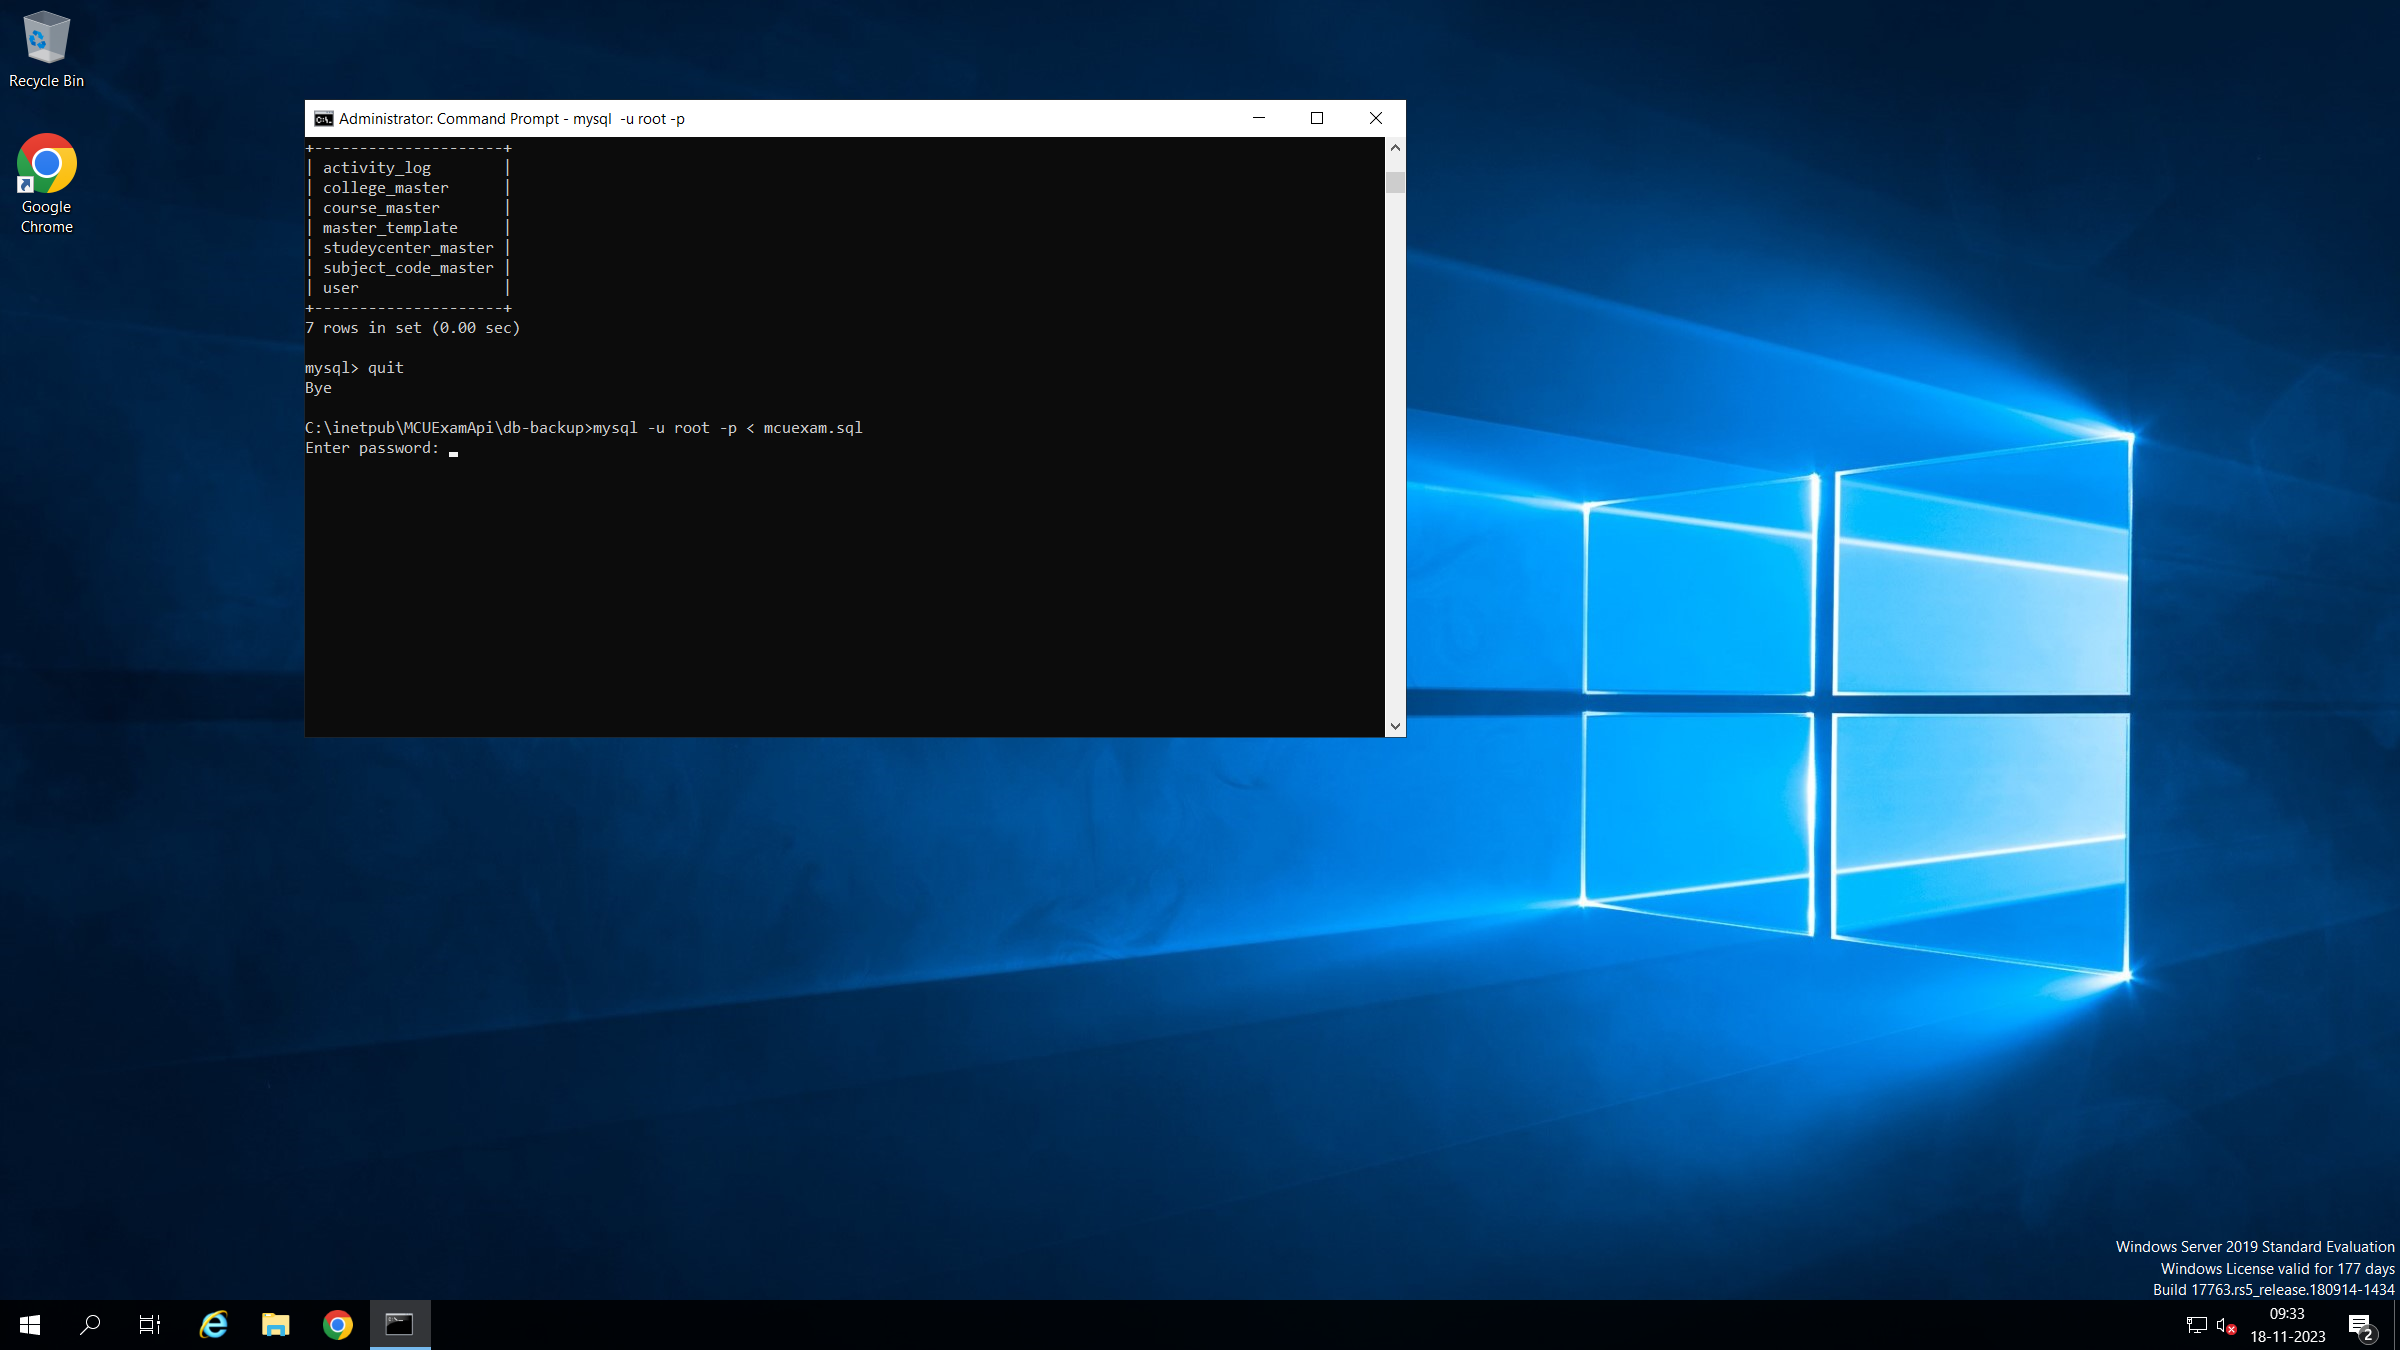 Recycle Bin
Google
Chrome
Administrator: Command Prompt - mysql  -u root -p
+---------------------+
| activity_log        |
| college_master      |
| course_master       |
| master_template     |
| studeycenter_master |
| subject_code_master |
| user                |
+---------------------+
7 rows in set (0.00 sec)
mysql> quit
Bye
C:\inetpub\MCUExamApi\db-backup>mysql -u root -p < mcuexam.sql
Enter password:
Windows Server 2019 Standard Evaluation
Windows License valid for 177 days
Build 17763.rs5_release.180914-1434
09:33
18-11-2023
2